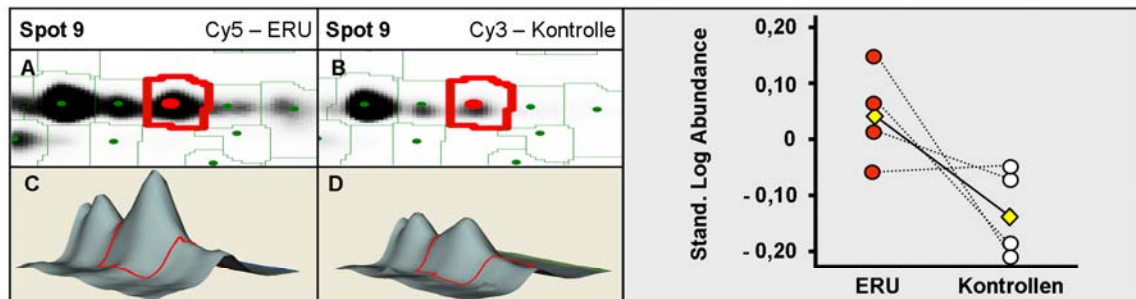 Spot 9 Cy5 – ERU
Spot 9 Cy3 – Kontrolle
A
B
C
D
Stand. Log Abundance
0,20
0,10
0
- 0,10
- 0,20
ERU Kontrollen